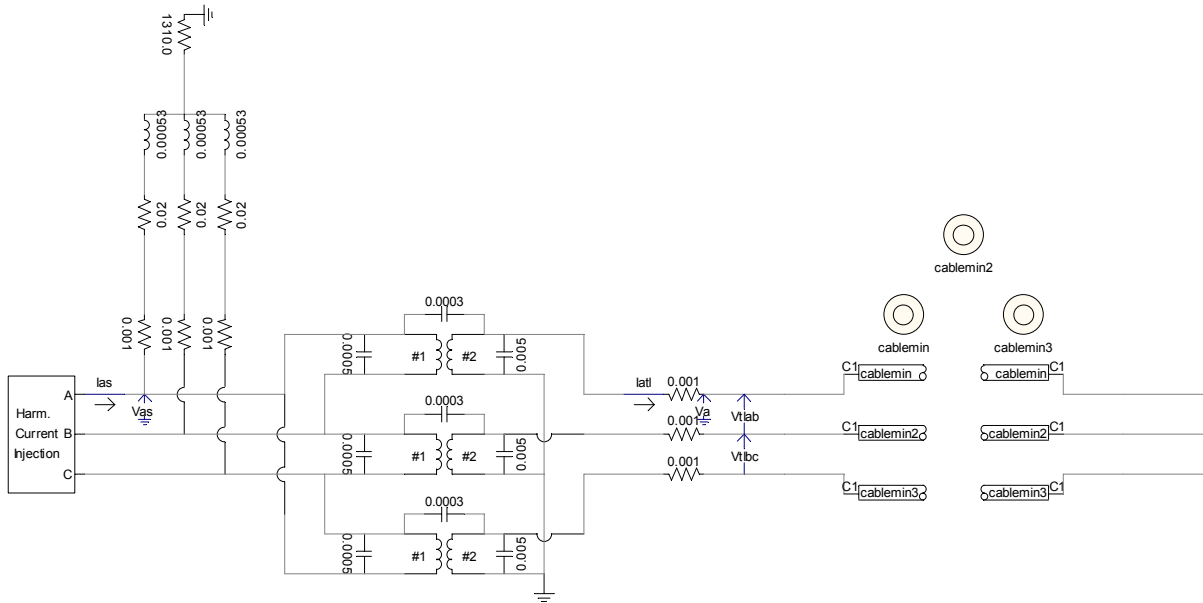 1310.0
0.00053
0.00053
0.00053
0.02
0.02
0.02
0.001
0.001
0.001
cablemin2
cablemin
cablemin3
Harm.
Current
Injection
A
B
C
Ias
Vas
0.0003
0.0005
#1
#2
0.005
0.0003
0.0005
#1
#2
0.005
0.0003
0.0005
#1
#2
0.005
Iatl
0.001
Va
0.001
0.001
Vtlab
Vtlbc
C1
cablemin
cablemin
C1
C1
cablemin2
cablemin2
C1
C1
cablemin3
cablemin3
C1